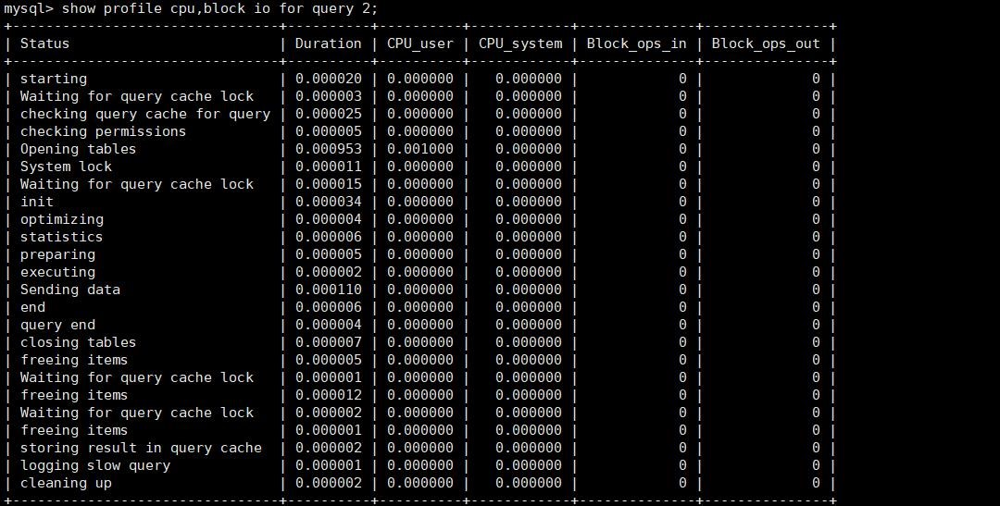 mysql> show profile cpu,block io for query 2;
+--------------------------------+----------+----------+------------+--------------+---------------+
| Status                         | Duration | CPU_user | CPU_system | Block_ops_in | Block_ops_out |
+--------------------------------+----------+----------+------------+--------------+---------------+
| starting                       | 0.000020 | 0.000000 |   0.000000 |            0 |             0 |
| Waiting for query cache lock   | 0.000003 | 0.000000 |   0.000000 |            0 |             0 |
| checking query cache for query | 0.000025 | 0.000000 |   0.000000 |            0 |             0 |
| checking permissions           | 0.000005 | 0.000000 |   0.000000 |            0 |             0 |
| Opening tables                 | 0.000953 | 0.001000 |   0.000000 |            0 |             0 |
| System lock                    | 0.000011 | 0.000000 |   0.000000 |            0 |             0 |
| Waiting for query cache lock   | 0.000015 | 0.000000 |   0.000000 |            0 |             0 |
| init                           | 0.000034 | 0.000000 |   0.000000 |            0 |             0 |
| optimizing                     | 0.000004 | 0.000000 |   0.000000 |            0 |             0 |
| statistics                     | 0.000006 | 0.000000 |   0.000000 |            0 |             0 |
| preparing                      | 0.000005 | 0.000000 |   0.000000 |            0 |             0 |
| executing                      | 0.000002 | 0.000000 |   0.000000 |            0 |             0 |
| Sending data                   | 0.000110 | 0.000000 |   0.000000 |            0 |             0 |
| end                            | 0.000006 | 0.000000 |   0.000000 |            0 |             0 |
| query end                      | 0.000004 | 0.000000 |   0.000000 |            0 |             0 |
| closing tables                 | 0.000007 | 0.000000 |   0.000000 |            0 |             0 |
| freeing items                  | 0.000005 | 0.000000 |   0.000000 |            0 |             0 |
| Waiting for query cache lock   | 0.000001 | 0.000000 |   0.000000 |            0 |             0 |
| freeing items                  | 0.000012 | 0.000000 |   0.000000 |            0 |             0 |
| Waiting for query cache lock   | 0.000002 | 0.000000 |   0.000000 |            0 |             0 |
| freeing items                  | 0.000001 | 0.000000 |   0.000000 |            0 |             0 |
| storing result in query cache  | 0.000002 | 0.000000 |   0.000000 |            0 |             0 |
| logging slow query             | 0.000001 | 0.000000 |   0.000000 |            0 |             0 |
| cleaning up                    | 0.000002 | 0.000000 |   0.000000 |            0 |             0 |
+--------------------------------+----------+----------+------------+--------------+---------------+